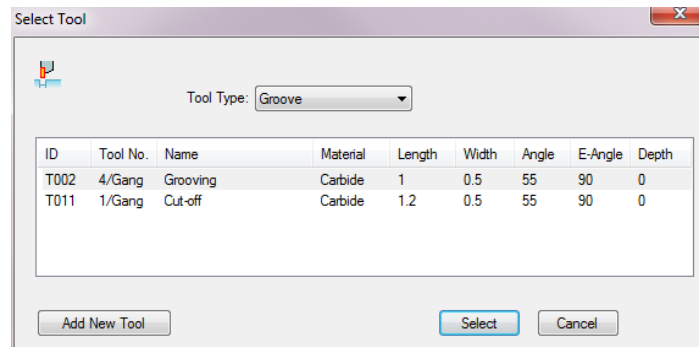 Select Tool
Tool Type: Groove
ID Tool No. Name Material Length Width Angle E-Angle Depth
T002 4/Gang Grooving Carbide 1 0.5 55 90 0
T011 1/Gang Cut-off Carbide 1.2 0.5 55 90 0
Add New Tool Select Cancel